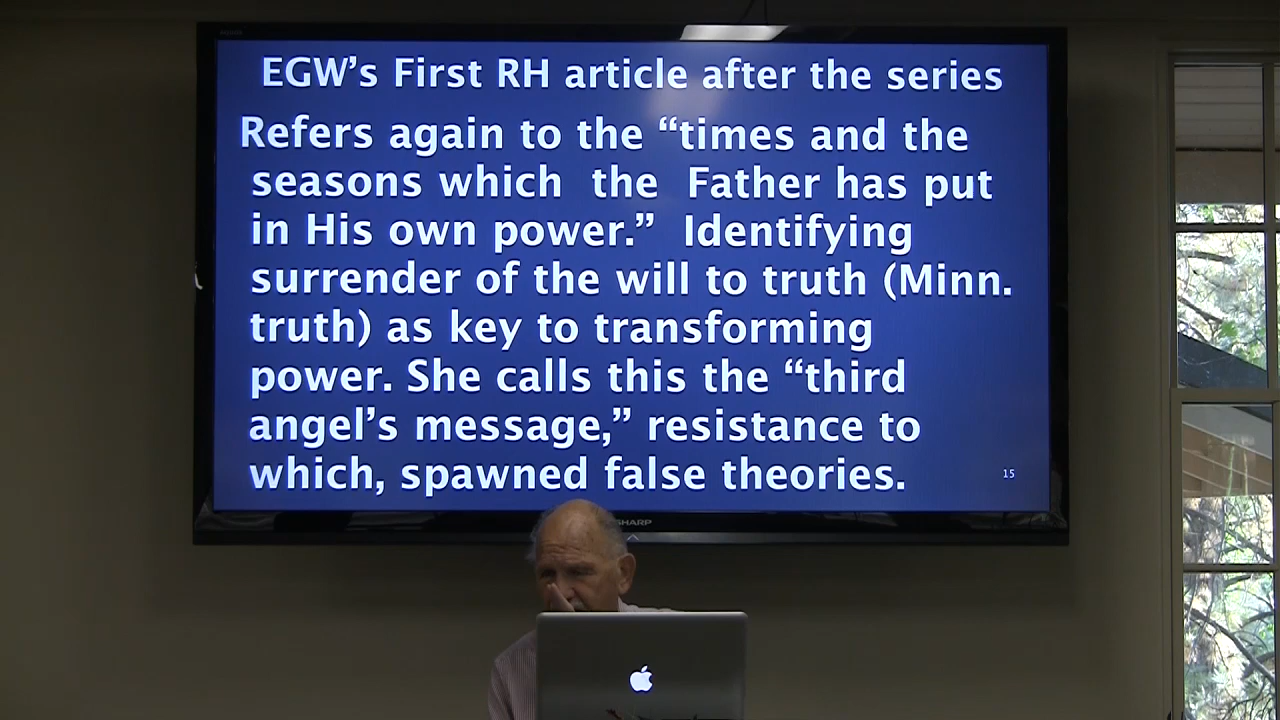 EGW's First RH article after the series
Refers again to the “times and the
seasons which the Father has put
in His own power.” Identifying
surrender of the will to truth (Minn.
truth) as key to transforming
power. She calls this the “third
angel's message,” resistance to
which, spawned false theories.
15
SHARP